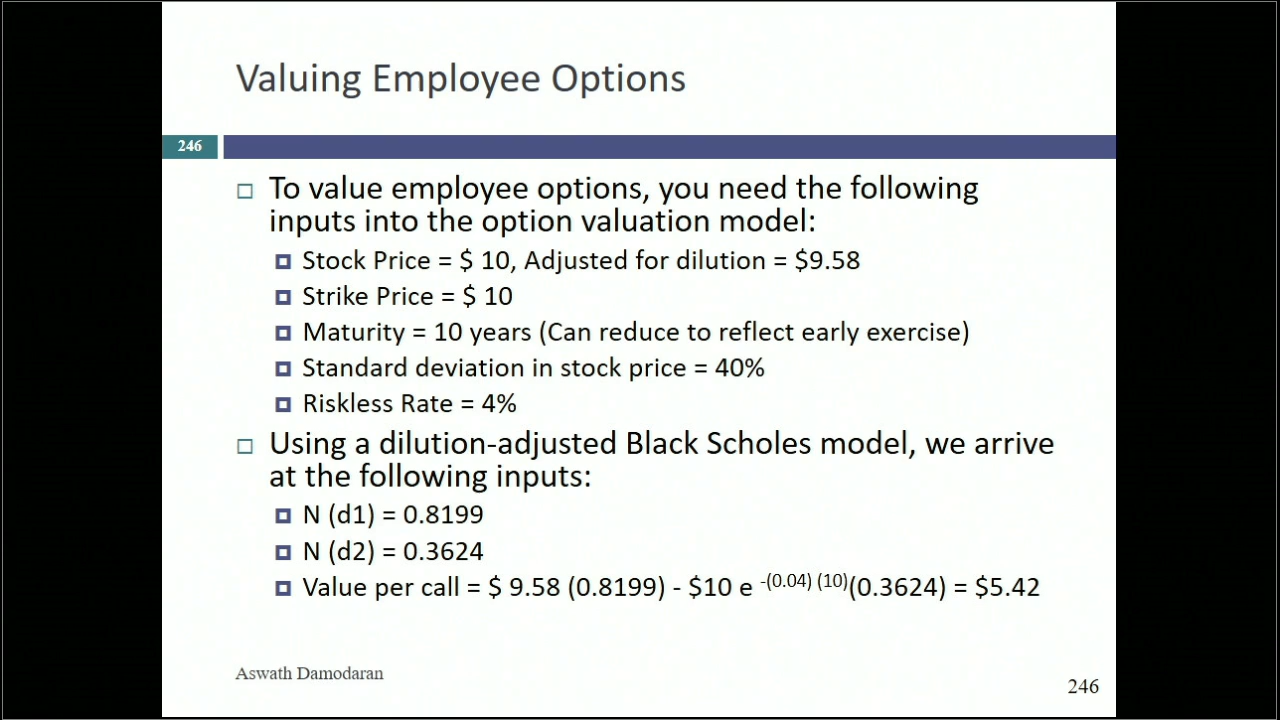 Valuing Employee Options
246
To value employee options, you need the following
inputs into the option valuation model:
Stock Price = $ 10, Adjusted for dilution = $9.58
Strike Price = $ 10
Maturity = 10 years (Can reduce to reflect early exercise)
Standard deviation in stock price = 40%
Riskless Rate = 4%
Using a dilution-adjusted Black Scholes model, we arrive
at the following inputs:
N (d1) = 0.8199
N (d2) = 0.3624
Value per call = $ 9.58 (0.8199) - $10 e -(0.04) (10)(0.3624) = $5.42
Aswath Damodaran
246